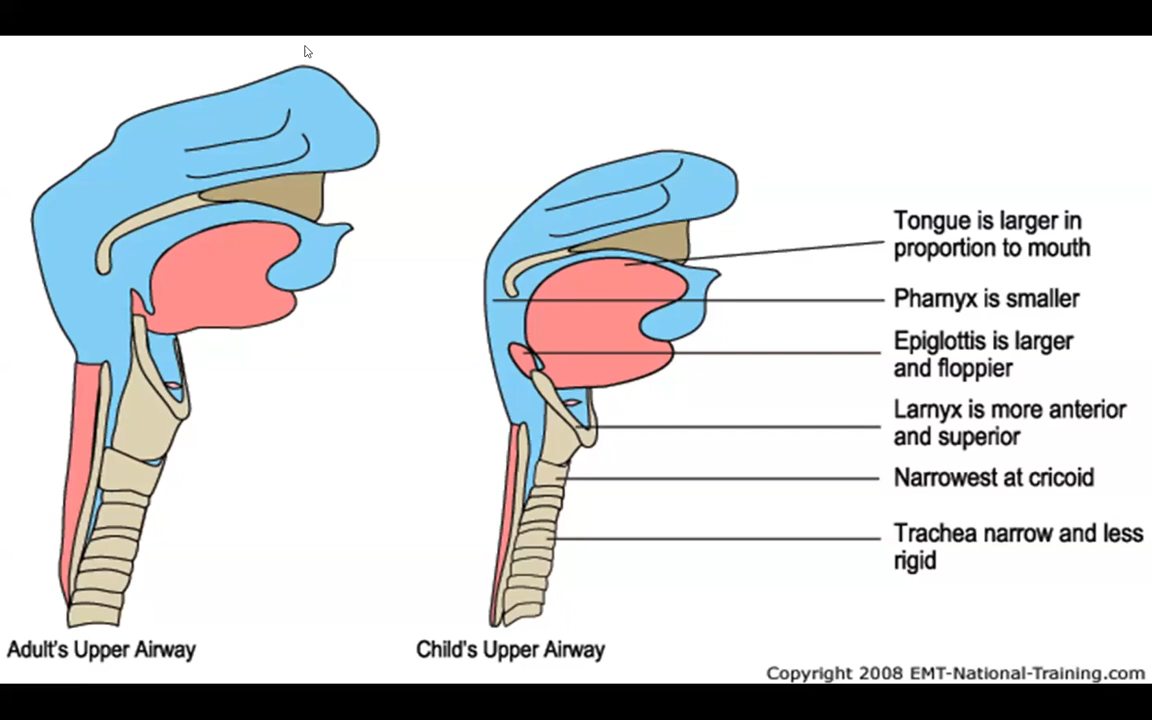 Tongue is larger in
proportion to mouth
Pharnyx is smaller
Epiglottis is larger
and floppier
Larnyx is more anterior
and superior
Narrowest at cricoid
Trachea narrow and less
rigid
Adult's Upper Airway
Child's Upper Airway
Copyright 2008 EMT-National-Training.com